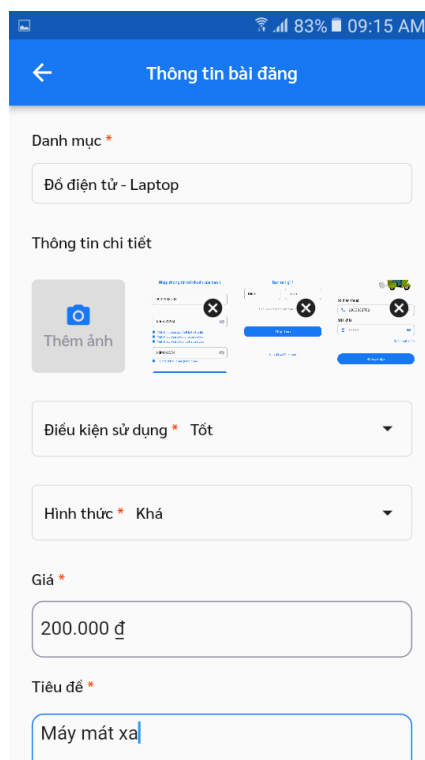 83% 09:15 AM
Thông tin bài đăng
Danh mục *
Đồ điện tử - Laptop
Thông tin chi tiết
Thêm ảnh
Điều kiện sử dụng * Tốt
Hình thức * Khá
Giá *
200.000 ₫
Tiêu đề *
Máy mát xa